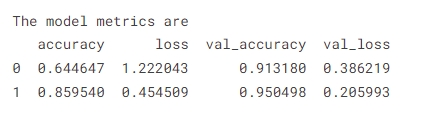 The model metrics are
accuracy loss val_accuracy val_loss
0 0.644647 1.222043 0.913180 0.386219
1 0.859540 0.454509 0.950498 0.205993